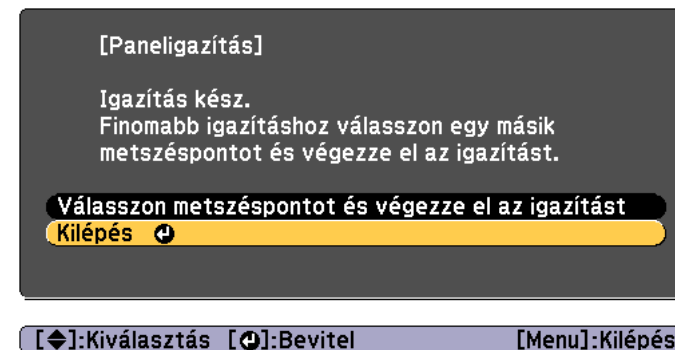 [Paneligazítás]
Igazítás kész.
Finomabb igazításhoz válasszon egy másik
metszéspontot és végezze el az igazítást.
Válasszon metszéspontot és végezze el az igazítást
Kilépés
[◆]:Kiválasztás [↵]:Bevitel [Menu]:Kilépés